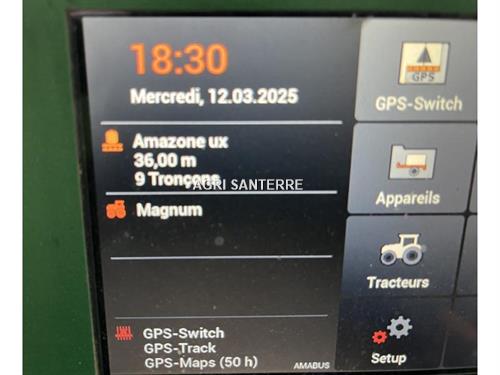 18:30
Mercredi, 12.03.2025
Amazone ux
36,00 m
9 Tronçons
AGRI SANTERRE
Magnum
GPS-Switch
GPS-Track
GPS-Maps (50 h)
AMABUS
GPS
GPS-Switch
Appareils
Tracteurs
Setup